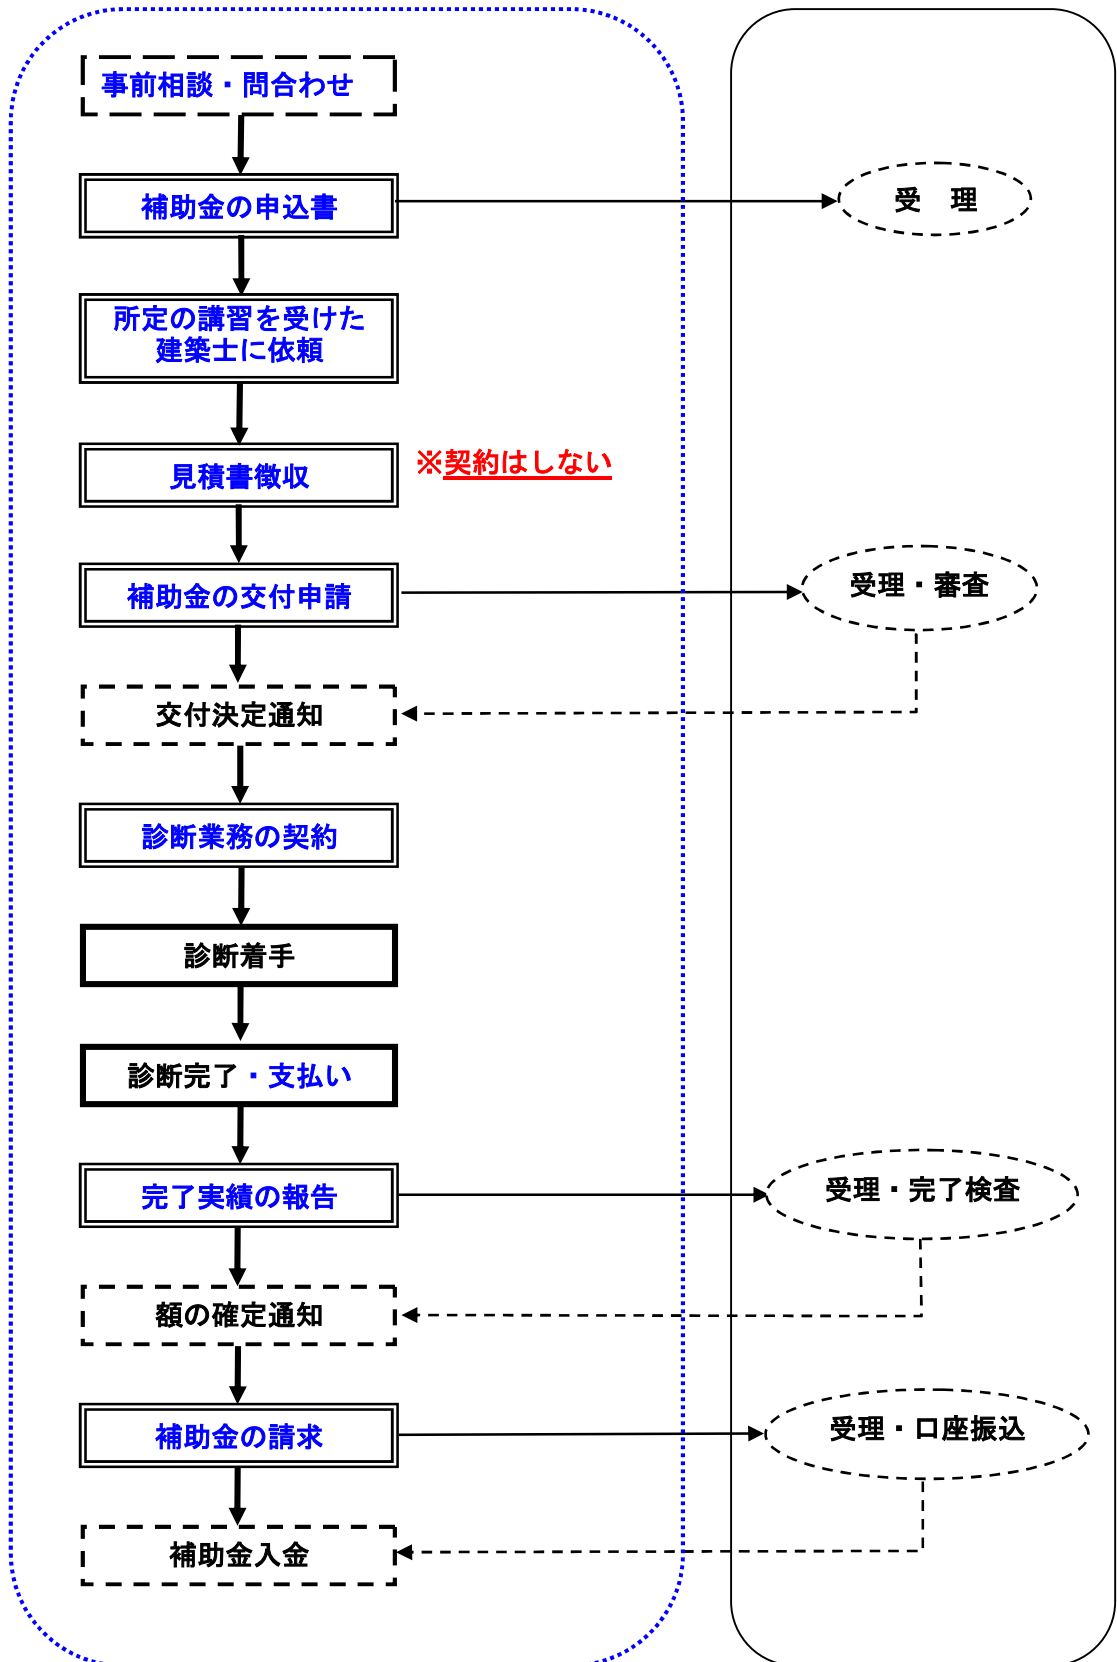 事前相談・問合わせ
補助金の申込書
受　理
所定の講習を受けた
建築士に依頼
見積書徴収
※契約はしない
補助金の交付申請
受理・審査
交付決定通知
診断業務の契約
診断着手
診断完了・支払い
完了実績の報告
受理・完了検査
額の確定通知
補助金の請求
受理・口座振込
補助金入金